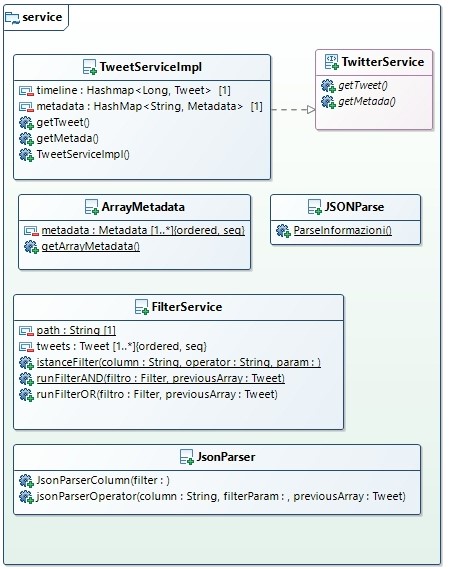 service
TweetServiceImpl
timeline : Hashmap<Long, Tweet> [1]
metadata : HashMap<String, Metadata> [1]
getTweet()
getMetada()
TweetServiceImpl()
TwitterService
getTweet()
getMetada()
ArrayMetadata
metadata : Metadata [1..*]{ordered, seq}
getArrayMetadata()
JSONParse
ParseInformazioni()
FilterService
path : String [1]
tweets : Tweet [1..*]{ordered, seq}
istanceFilter(column : String, operator : String, param : )
runFilterAND(filtro : Filter, previousArray : Tweet)
runFilterOR(filtro : Filter, previousArray : Tweet)
JsonParser
JsonParserColumn(filter : )
jsonParserOperator(column : String, filterParam : , previousArray : Tweet)